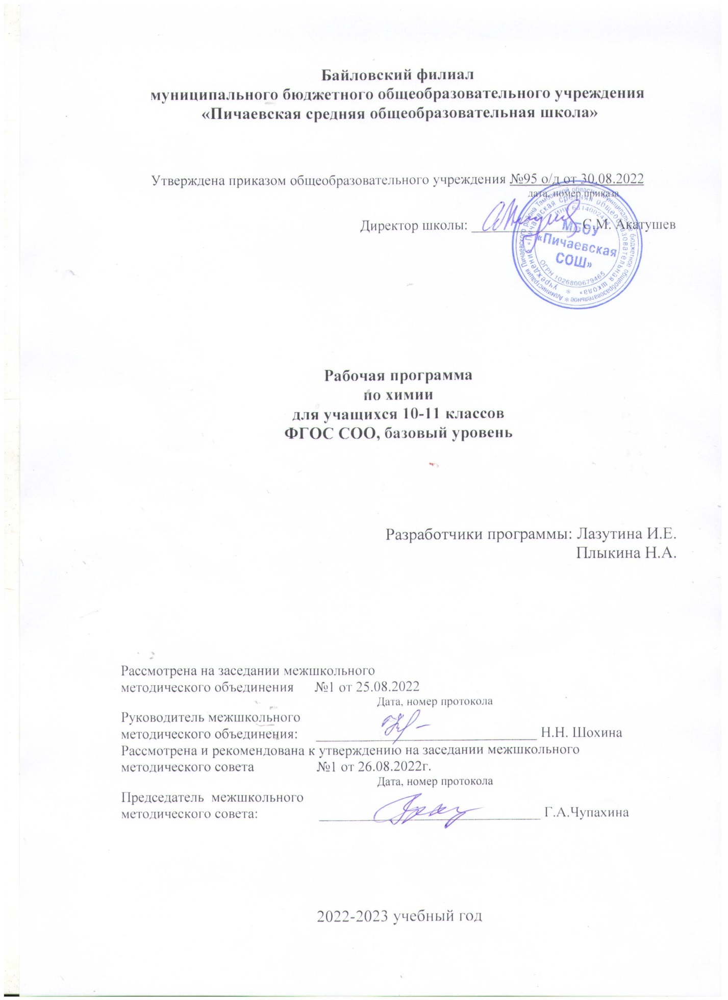 Байловский филиал
муниципального бюджетного общеобразовательного учреждения
«Пичаевская средняя общеобразовательная школа»
Утверждена приказом общеобразовательного учреждения №95 о/д от 30.08.2022
дата, номер приказа
Директор школы: С.М. Акатушев
МБОУ
«Пичаевская
СОШ»
ОГРН 1026800679465
Рабочая программа
по химии
для учащихся 10-11 классов
ФГОС СОО, базовый уровень
Разработчики программы: Лазутина И.Е.
Плыкина Н.А.
Рассмотрена на заседании межшкольного
методического объединения №1 от 25.08.2022
Дата, номер протокола
Руководитель межшкольного
методического объединения: Н.Н. Шохина
Рассмотрена и рекомендована к утверждению на заседании межшкольного
методического совета №1 от 26.08.2022г.
Дата, номер протокола
Председатель межшкольного
методического совета: Г.А.Чупахина
2022-2023 учебный год